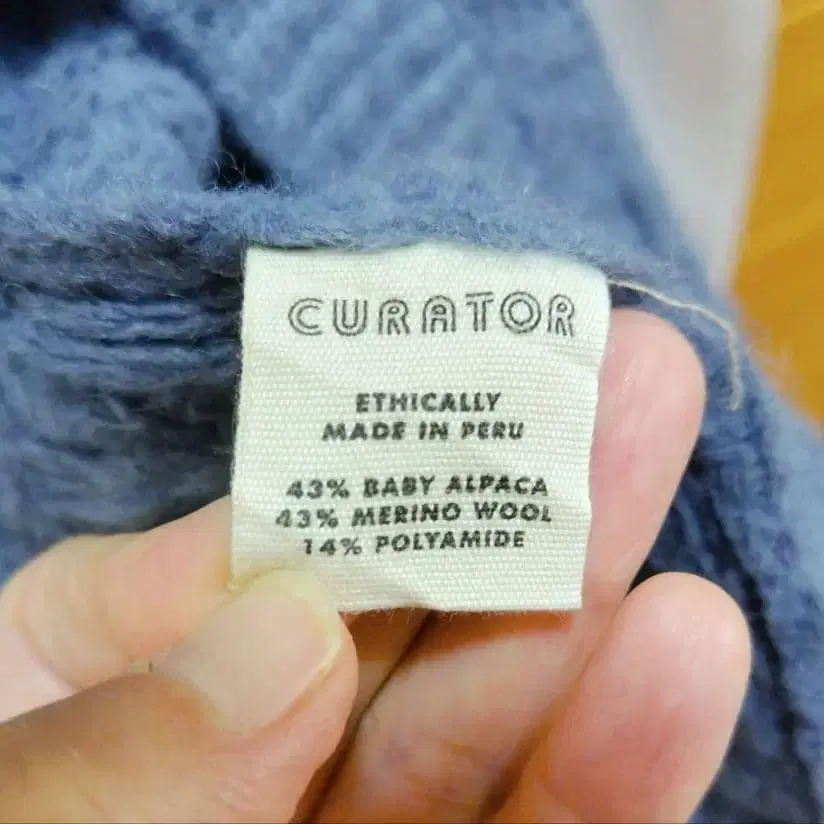 CURATOR
ETHICALLY
MADE IN PERU
43% BABY ALPACA
43% MERINO WOOL
14% POLYAMIDE